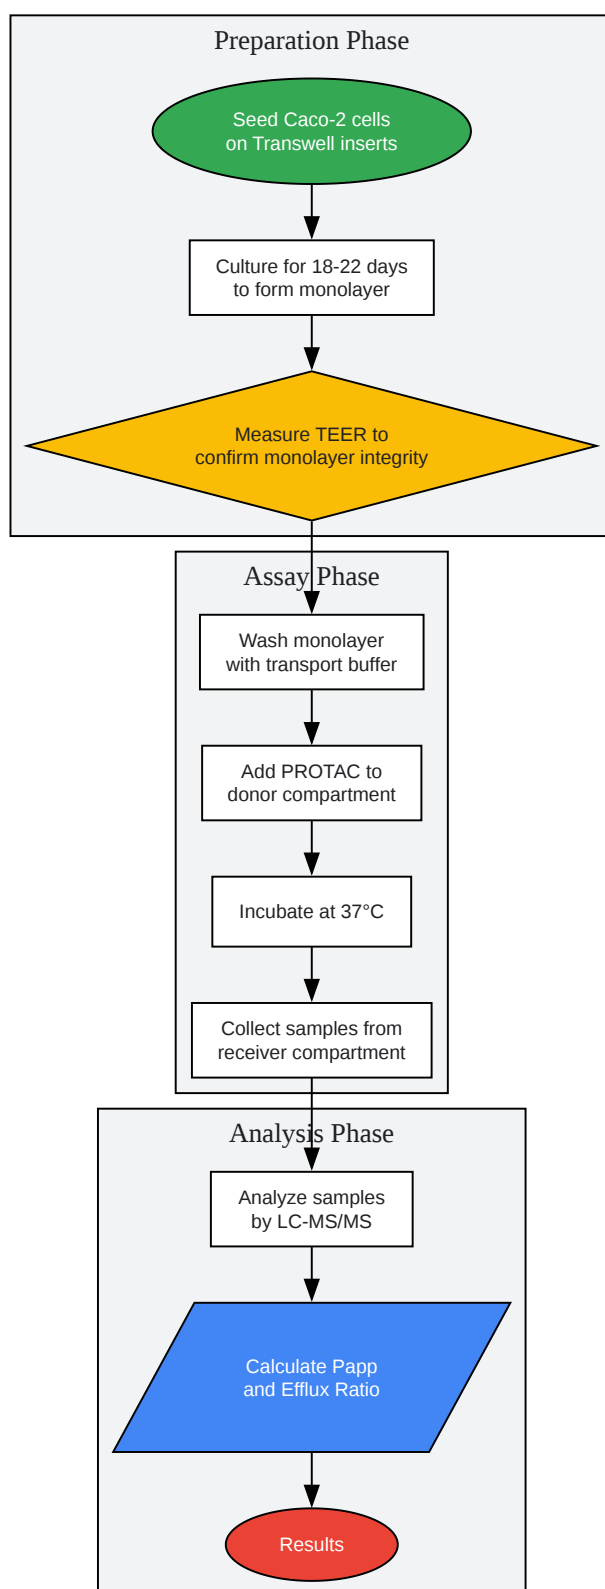 Preparation Phase
Seed Caco-2 cells
on Transwell inserts
Culture for 18-22 days
to form monolayer
Measure TEER to
confirm monolayer integrity
Assay Phase
Wash monolayer
with transport buffer
Add PROTAC to
donor compartment
Incubate at 37°C
Collect samples from
receiver compartment
Analysis Phase
Analyze samples
by LC-MS/MS
Calculate Papp
and Efflux Ratio
Results